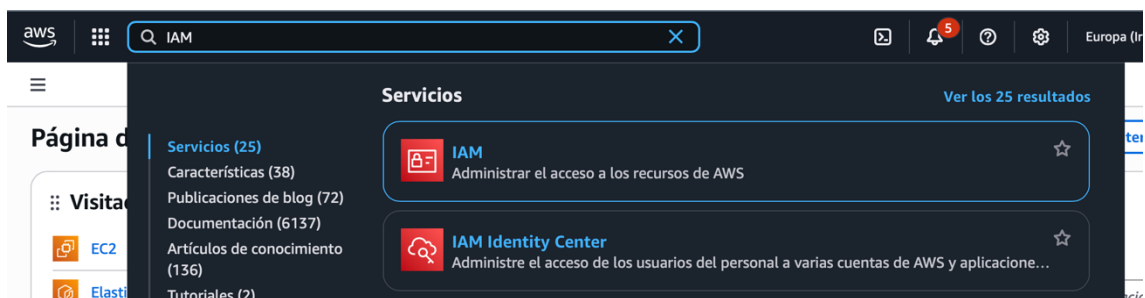 aws
IAM
5
Europa (Ir
Servicios
Ver los 25 resultados
Página d
Servicios (25)
Características (38)
Publicaciones de blog (72)
Documentación (6137)
Artículos de conocimiento
(136)
Tutoriales (2)
IAM
Administrar el acceso a los recursos de AWS
IAM Identity Center
Administre el acceso de los usuarios del personal a varias cuentas de AWS y aplicacione...
Visitad
EC2
Elasti